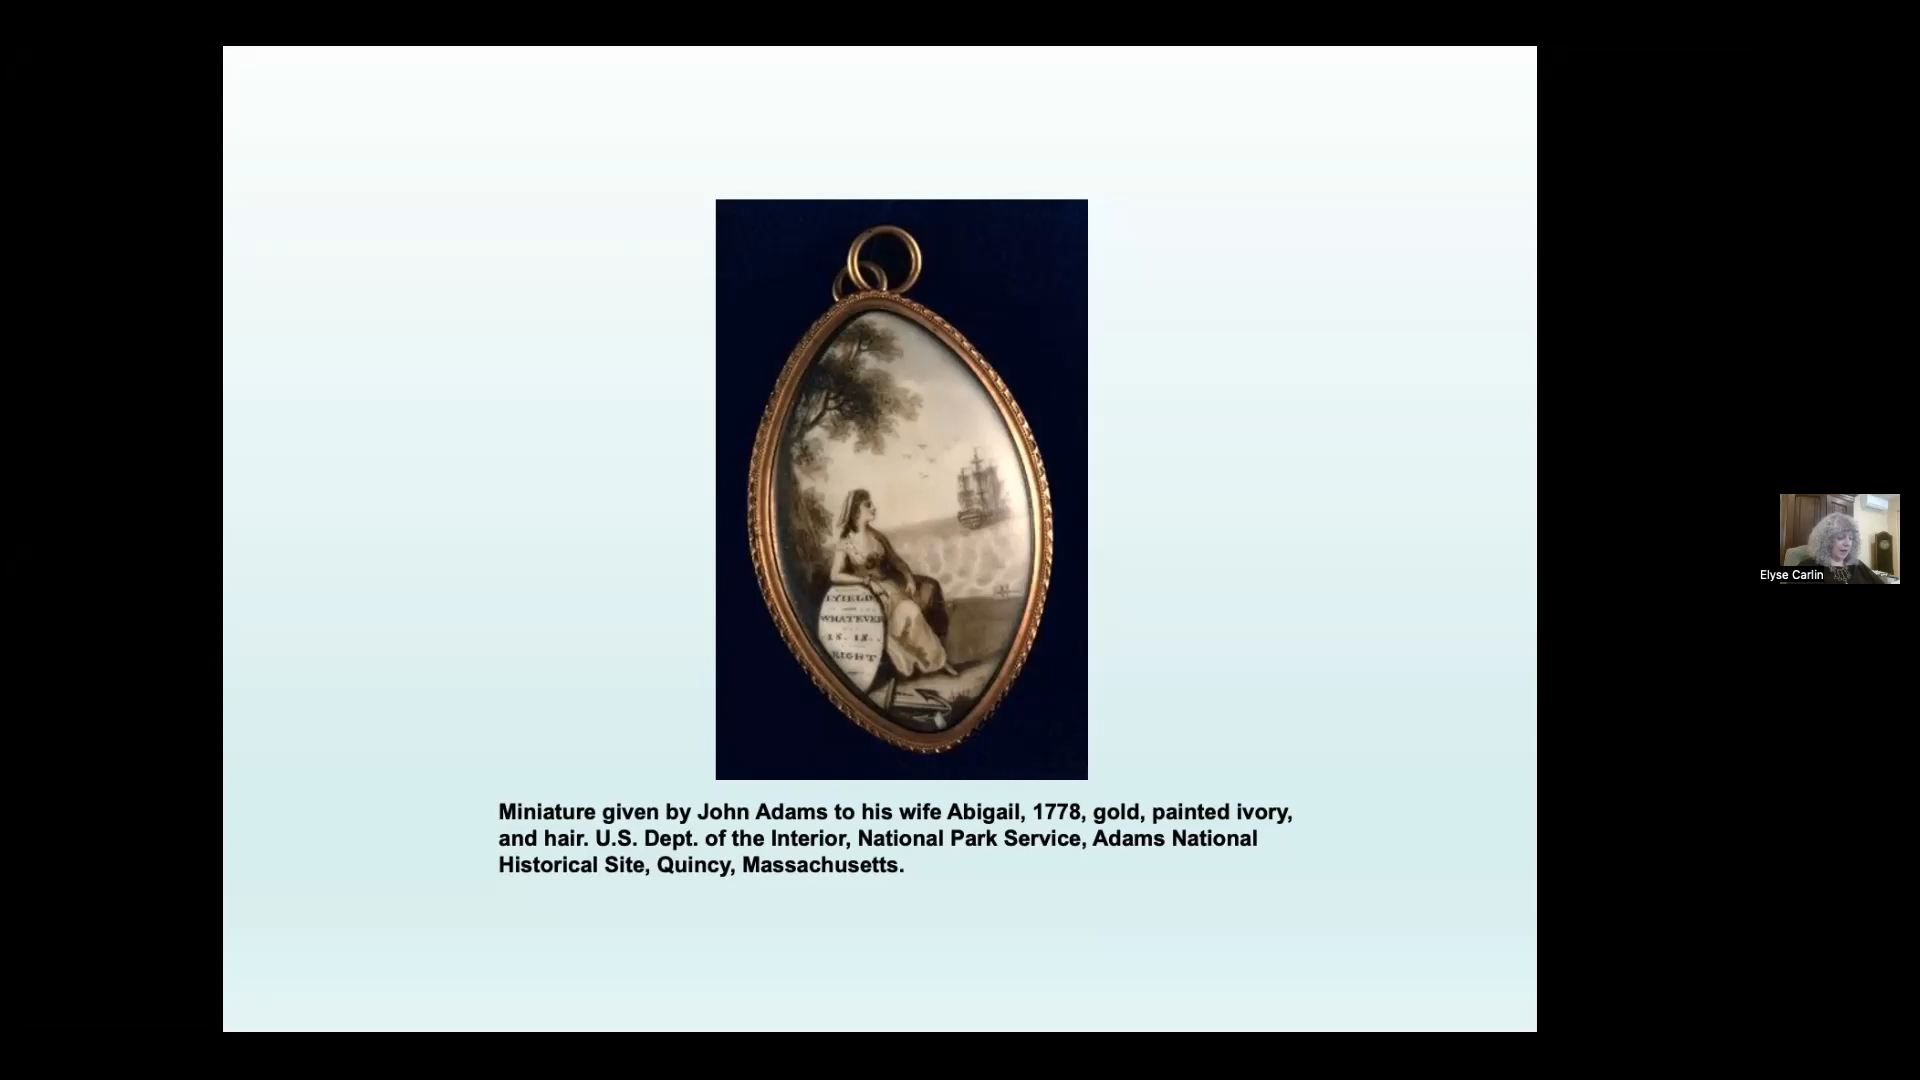 I YIELD
WHATEVER
IS . IS . .
RIGHT
Miniature given by John Adams to his wife Abigail, 1778, gold, painted ivory,
and hair. U.S. Dept. of the Interior, National Park Service, Adams National
Historical Site, Quincy, Massachusetts.
Elyse Carlin